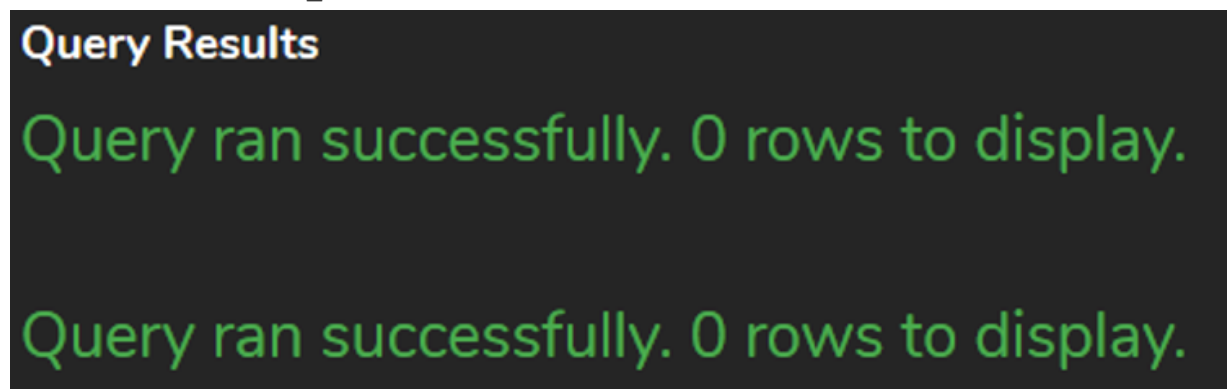 Query Results
Query ran successfully. 0 rows to display.
Query ran successfully. 0 rows to display.